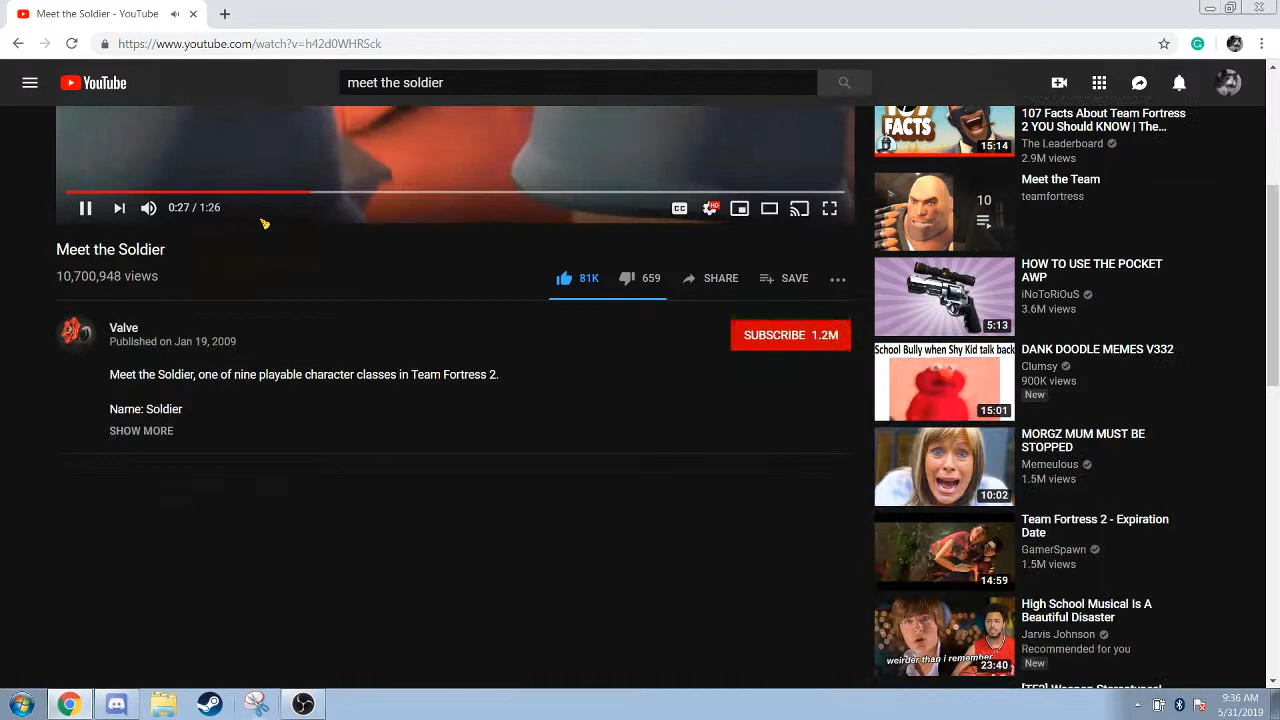 Meet the Soldier - YouTube
https://www.youtube.com/watch?v=h42d0WHRSck
YouTube
meet the soldier
0:27 / 1:26
CC
HD
Meet the Soldier
10,700,948 views
81K
659
SHARE
SAVE
Valve
Published on Jan 19, 2009
SUBSCRIBE 1.2M
Meet the Soldier, one of nine playable character classes in Team Fortress 2.
Name: Soldier
SHOW MORE
107 FACTS
15:14
107 Facts About Team Fortress
2 YOU Should KNOW | The...
The Leaderboard
2.9M views
10
Meet the Team
teamfortress
5:13
HOW TO USE THE POCKET
AWP
iNoToRiOuS
3.6M views
School Bully when Shy Kid talk back
15:01
DANK DOODLE MEMES V332
Clumsy
900K views
New
10:02
MORGZ MUM MUST BE
STOPPED
Memeulous
1.5M views
14:59
Team Fortress 2 - Expiration
Date
GamerSpawn
1.5M views
weirder than i remember
23:40
High School Musical Is A
Beautiful Disaster
Jarvis Johnson
Recommended for you
New
[TF2] Weapon Stereotypes!
9:36 AM
5/31/2019